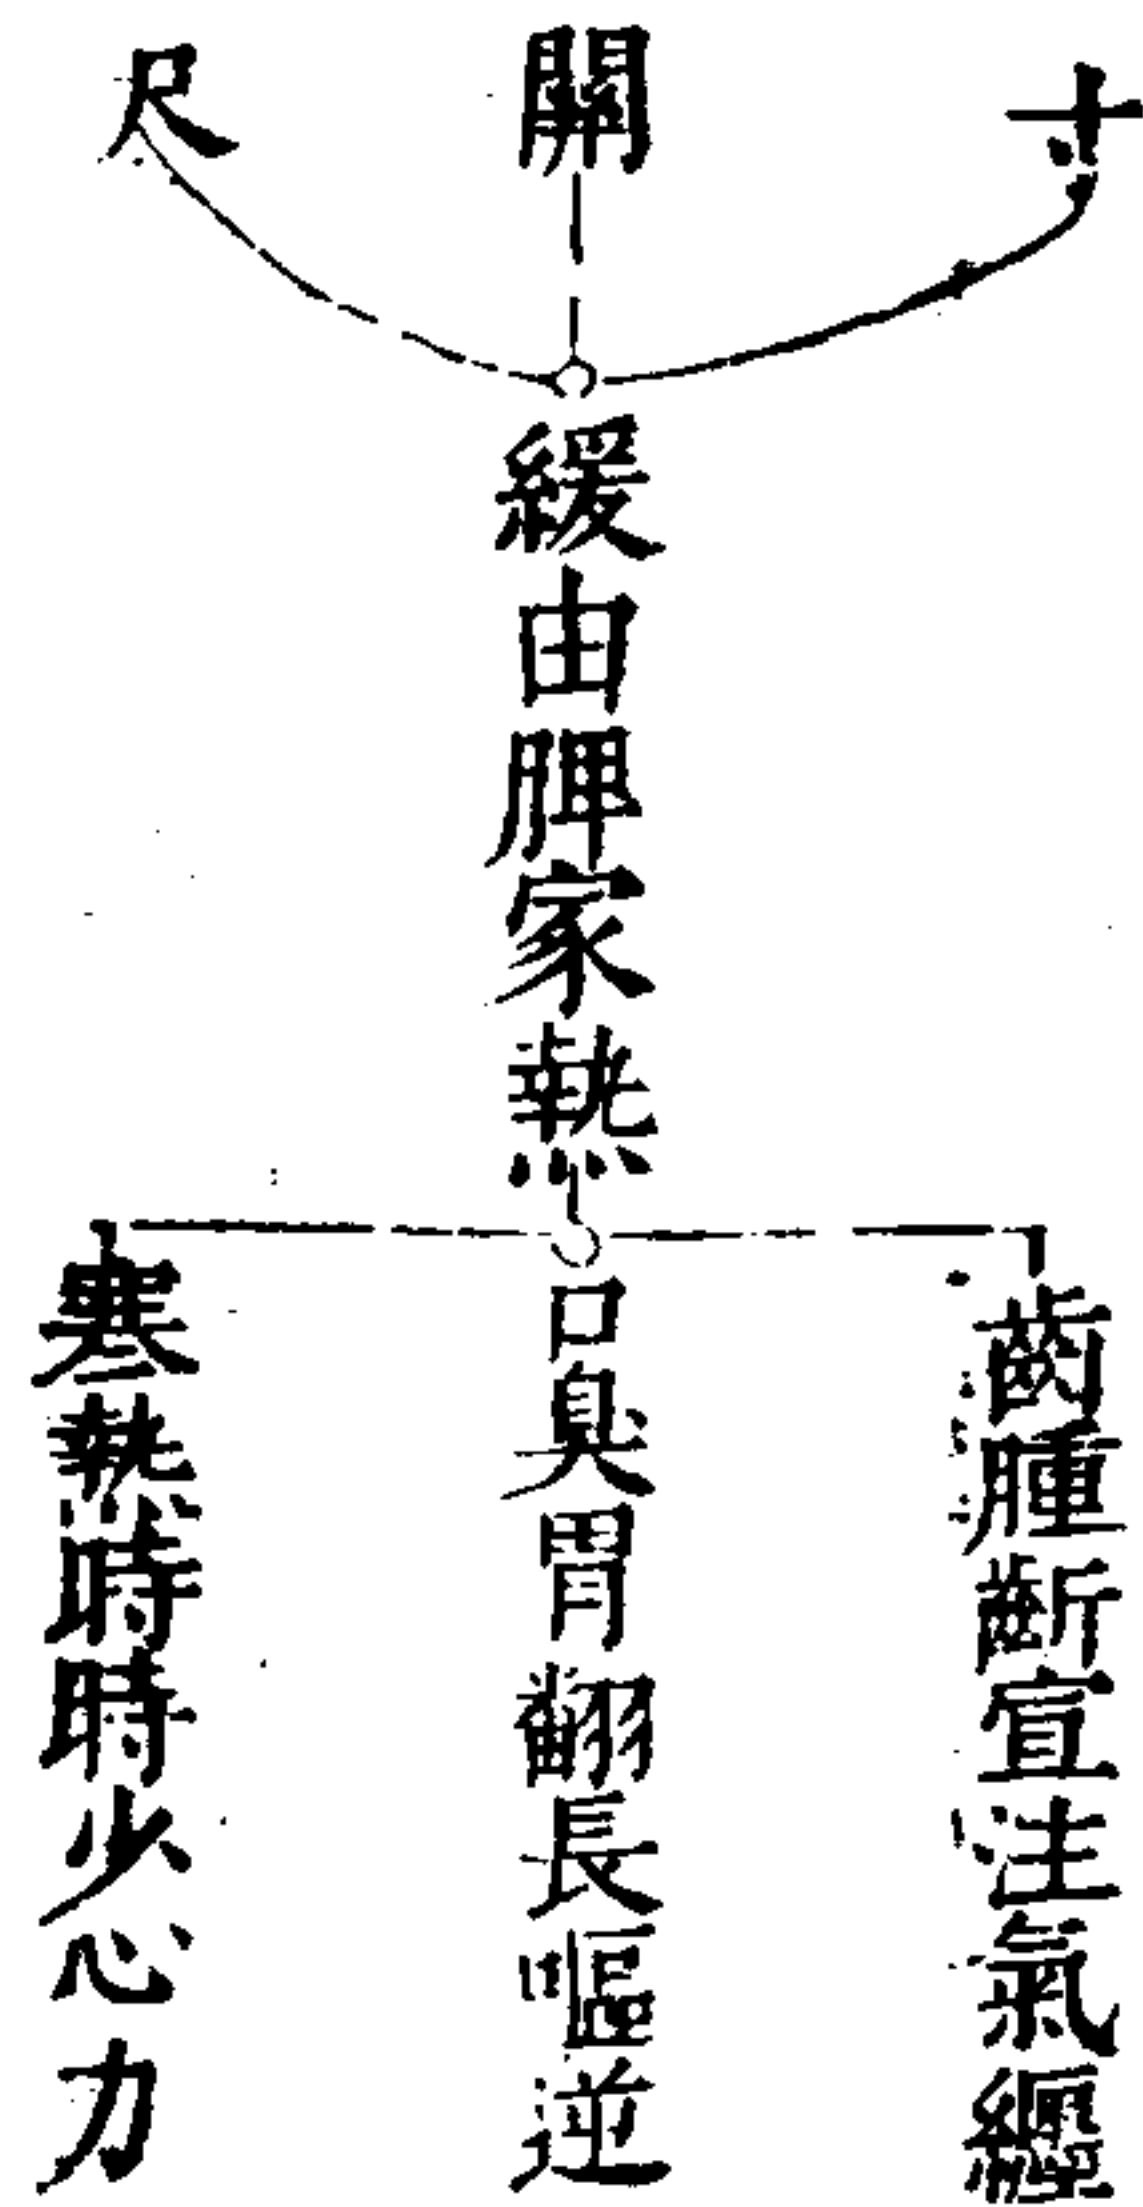 寸
關
尺
緩由脾家熱
齒腫齗宣注氣纏
口臭胃翻長嘔逆
寒熱時時少心力